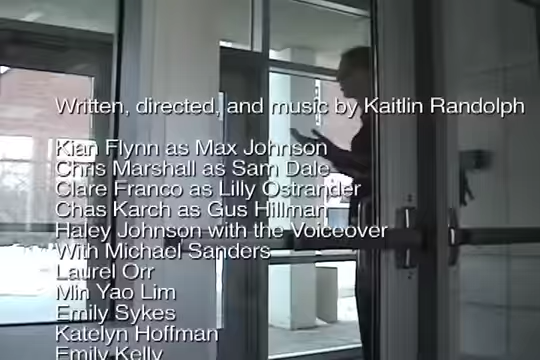 Written, directed, and music by Kaitlin Randolph
Kian Flynn as Max Johnson
Chris Marshall as Sam Dale
Clare Franco as Lilly Ostrander
Chas Karch as Gus Hillman
Haley Johnson with the Voiceover
With Michael Sanders
Laurel Orr
Min Yao Lim
Emily Sykes
Katelyn Hoffman
Emily Kelly